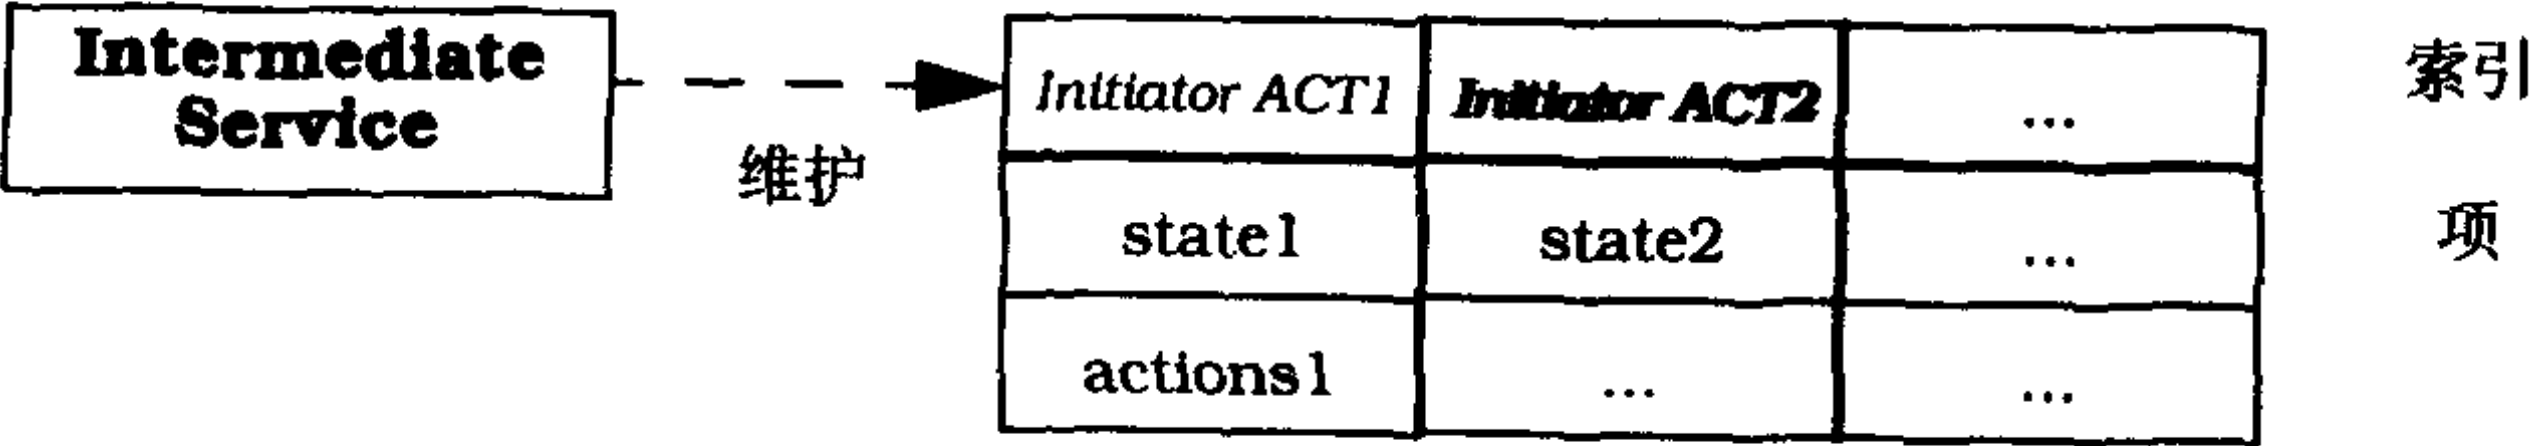 Intermediate
Service
维护
Initiator ACT1 Initiator ACT2 ... 索引
state1 state2 ... 项
actions1 ... ...